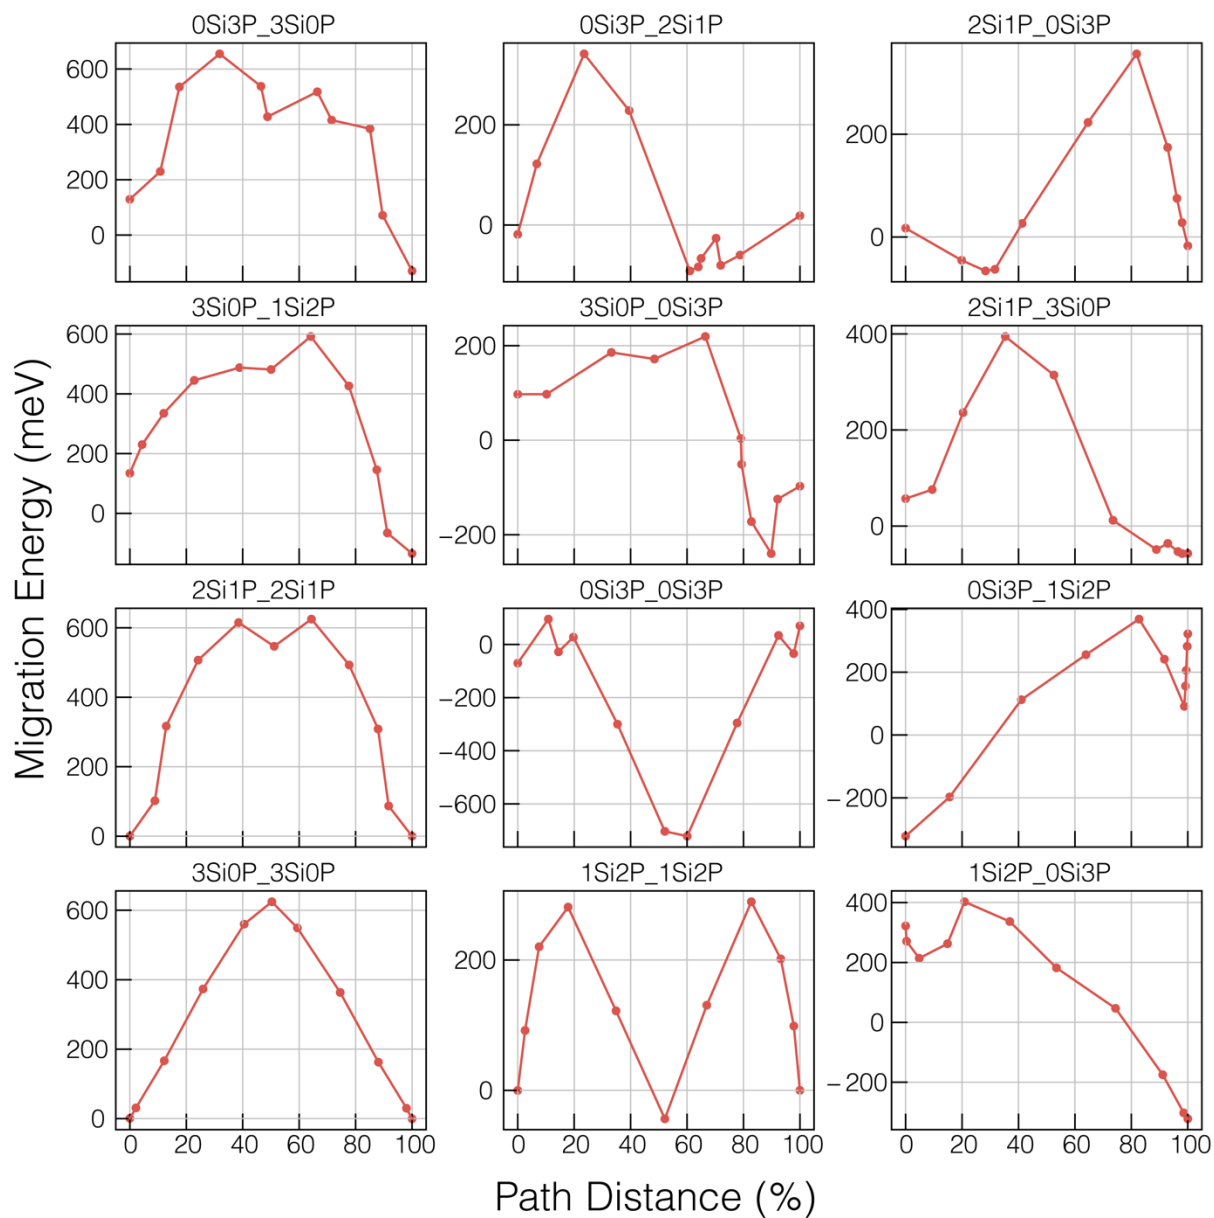 0Si3P_3Si0P
0Si3P_2Si1P
2Si1P_0Si3P
600
400
200
0
200
0
200
0
3Si0P_1Si2P
3Si0P_0Si3P
2Si1P_3Si0P
600
400
200
0
200
0
−200
400
200
0
2Si1P_2Si1P
0Si3P_0Si3P
0Si3P_1Si2P
600
400
200
0
0
−200
−400
−600
400
200
0
−200
3Si0P_3Si0P
1Si2P_1Si2P
1Si2P_0Si3P
600
400
200
0
200
0
400
200
0
−200
0 20 40 60 80 100
0 20 40 60 80 100
0 20 40 60 80 100
Migration Energy (meV)
Path Distance (%)